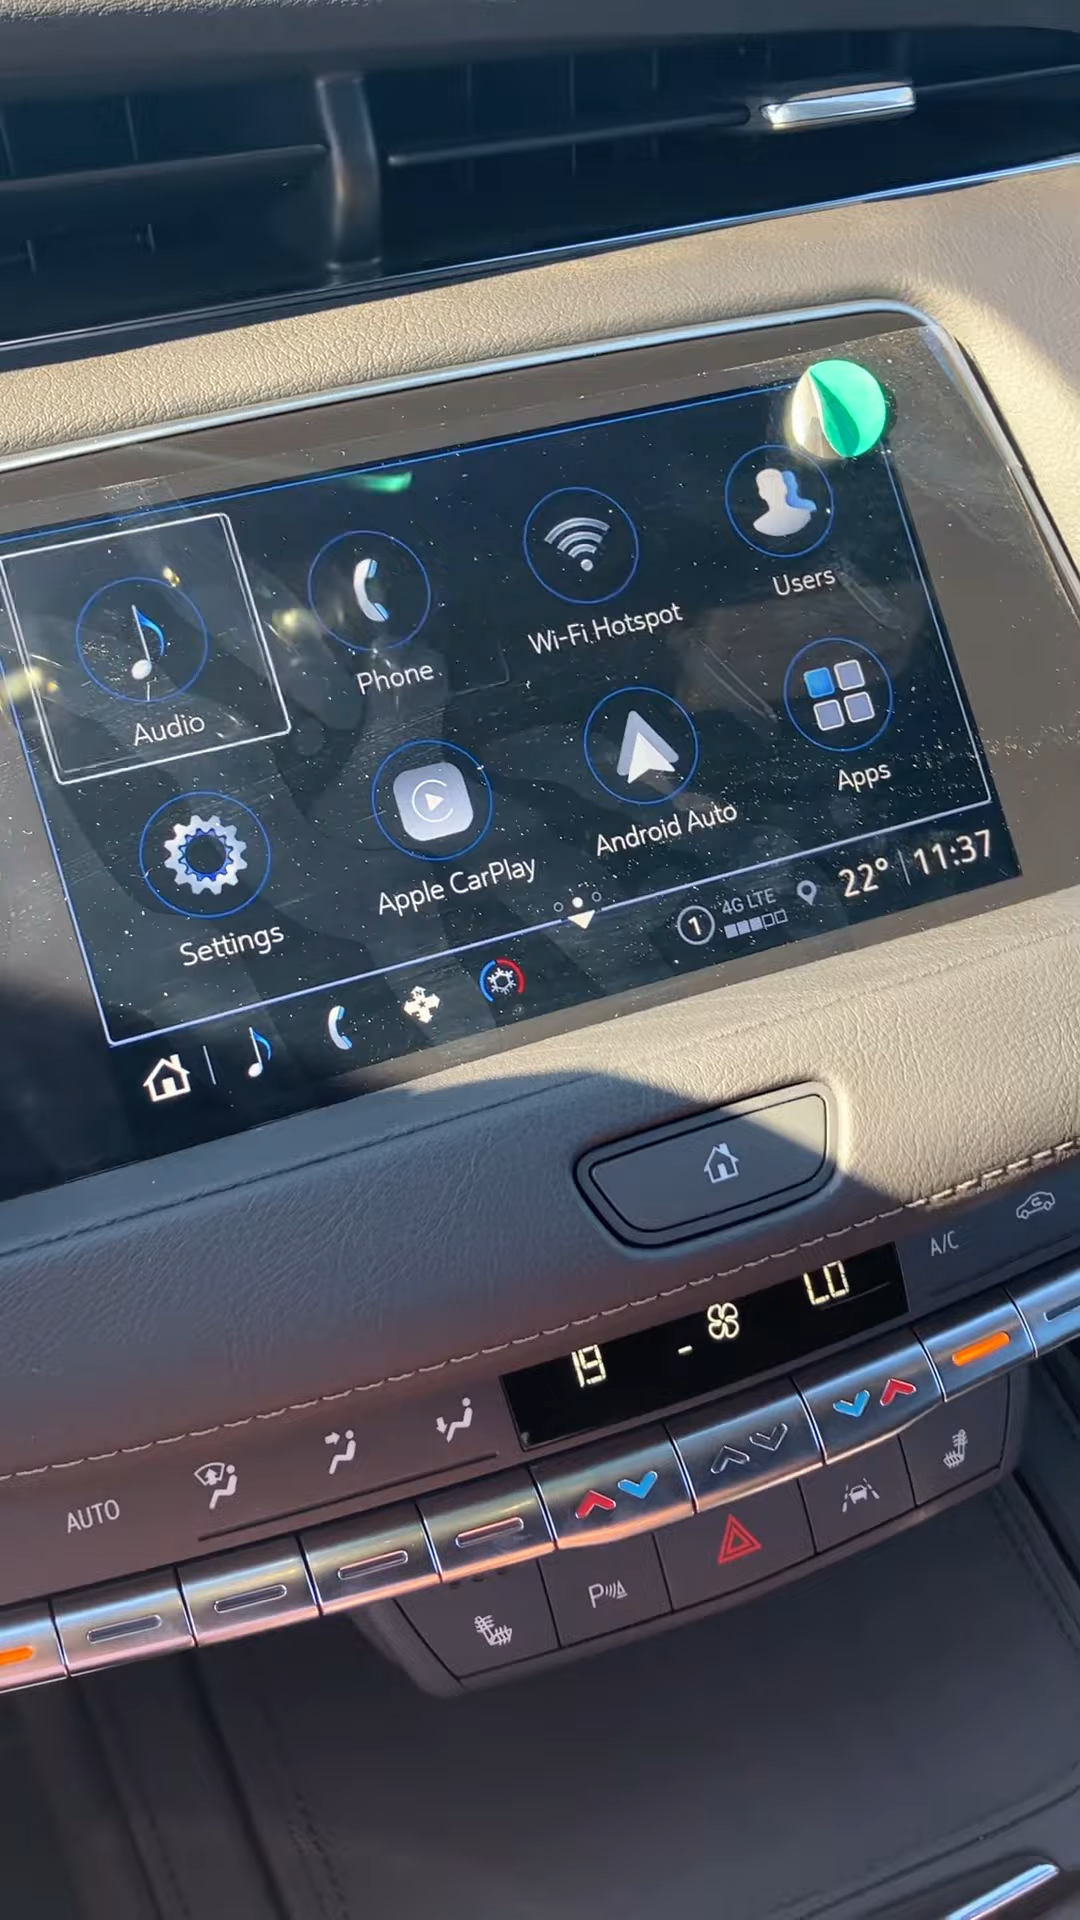 Audio
Phone
Wi-Fi Hotspot
Users
Settings
Apple CarPlay
Android Auto
Apps
1
4G LTE
22° 11:37
A/C
19
LO
AUTO
P